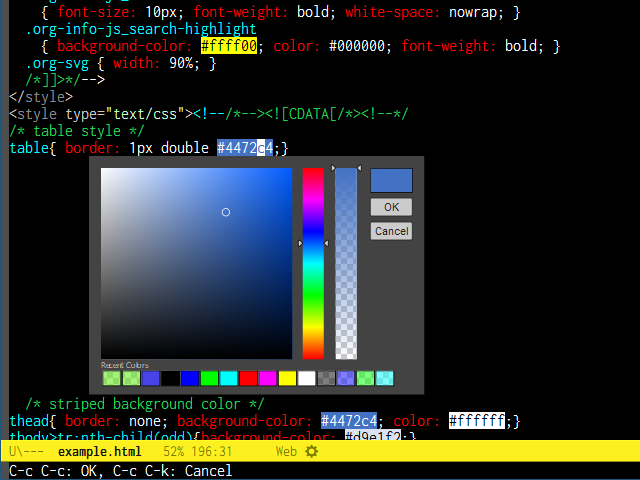 { font-size: 10px; font-weight: bold; white-space: nowrap; }
.org-info-js_search-highlight
{ background-color: #ffff00; color: #000000; font-weight: bold; }
.org-svg { width: 90%; }
/*]]>*/-->
</style>
<style type="text/css"><!--/*--><![CDATA[/*><!--*/
/* table style */
table{ border: 1px double #4472c4;}
OK
Cancel
Recent Colors
/* striped background color */
thead{ border: none; background-color: #4472c4; color: #ffffff;}
tbody>tr:nth-child(odd){background-color: #d9e1f2;}
U\--- example.html 52% 196:31 Web
C-c C-c: OK, C-c C-k: Cancel